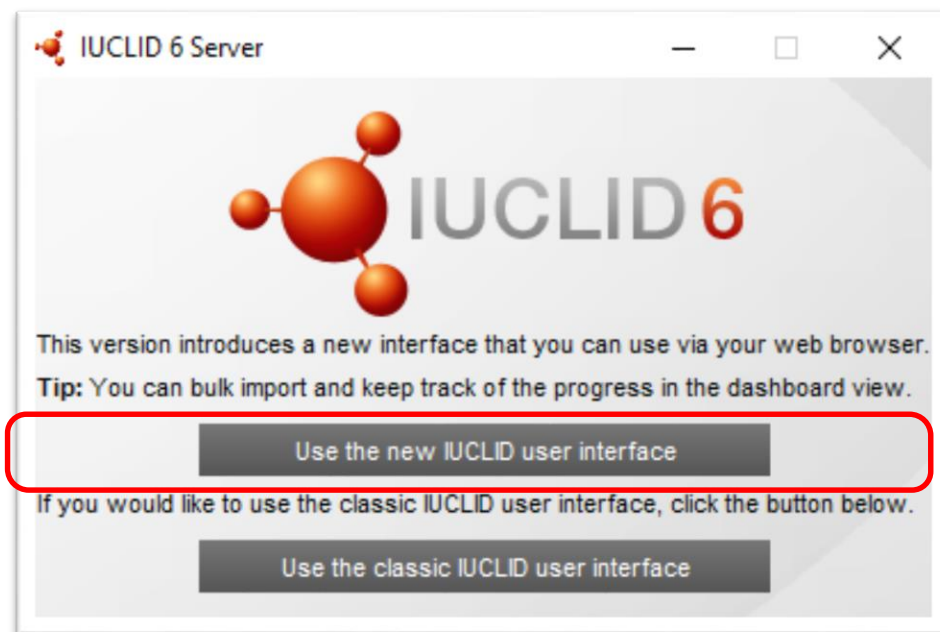 IUCLID 6 Server
IUCLID 6
This version introduces a new interface that you can use via your web browser.
Tip: You can bulk import and keep track of the progress in the dashboard view.
Use the new IUCLID user interface
If you would like to use the classic IUCLID user interface, click the button below.
Use the classic IUCLID user interface